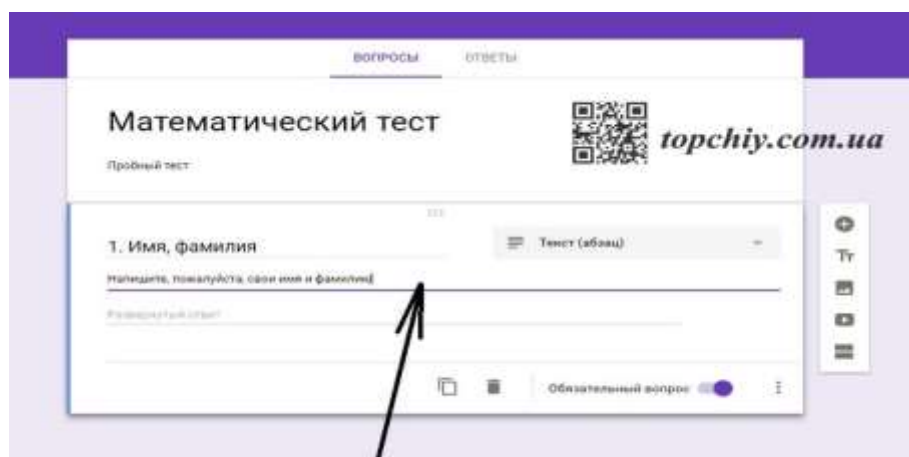 ВОПРОСЫ ОТВЕТЫ
Математический тест
topchiy.com.ua
Пробный тест
1. Имя, фамилия
Текст (абзац)
Напишите, пожалуйста, свои имя и фамилию
Развернутый ответ
Tт
Обязательный вопрос